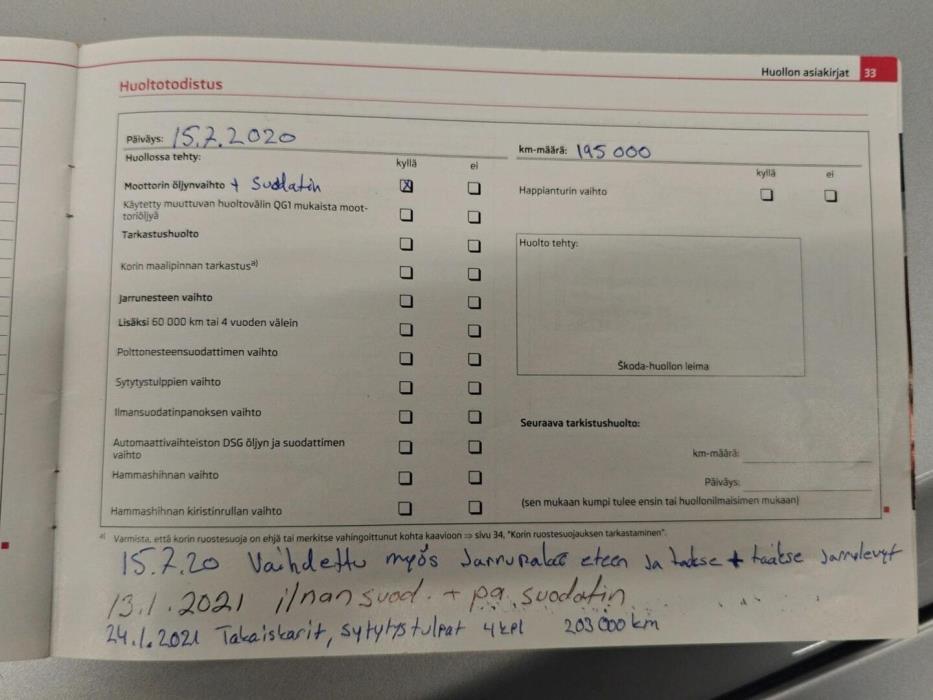 Huollon asiakirjat 33
Huoltotodistus
Päiväys: 15.7.2020
km-määrä: 195 000
Huollossa tehty:
kyllä ei
Moottorin öljynvaihto + Suodatin
Käytetty muuttuvan huoltovälin QG1 mukaista moot-
toriöljyä
Tarkastushuolto
Korin maalipinnan tarkastus a)
Jarrunesteen vaihto
Lisäksi 60 000 km tai 4 vuoden välein
Polttonesteensuodattimen vaihto
Sytytystulppien vaihto
Ilmansuodatinpanoksen vaihto
Automaattivaihteiston DSG öljyn ja suodattimen
vaihto
Hammashihnan vaihto
Hammashihnan kiristinrullan vaihto
kyllä ei
Happianturin vaihto
Huolto tehty:
Škoda-huollon leima
Seuraava tarkistushuolto:
km-määrä:
Päiväys:
(sen mukaan kumpi tulee ensin tai huollonilmaisimen mukaan)
a) Varmista, että korin ruostesuoja on ehjä tai merkitse vahingoittunut kohta kaavioon ⇒ sivu 34, "Korin ruostesuojauksen tarkastaminen".
15.7.20 Vaihdettu myös Jarrupalat eteen ja taakse + taakse Jarrulevyt
13.1.2021 ilman suod. + pa. suodatin
24.1.2021 Takaiskarit, sytytystulpat 4 kpl 203 000 km